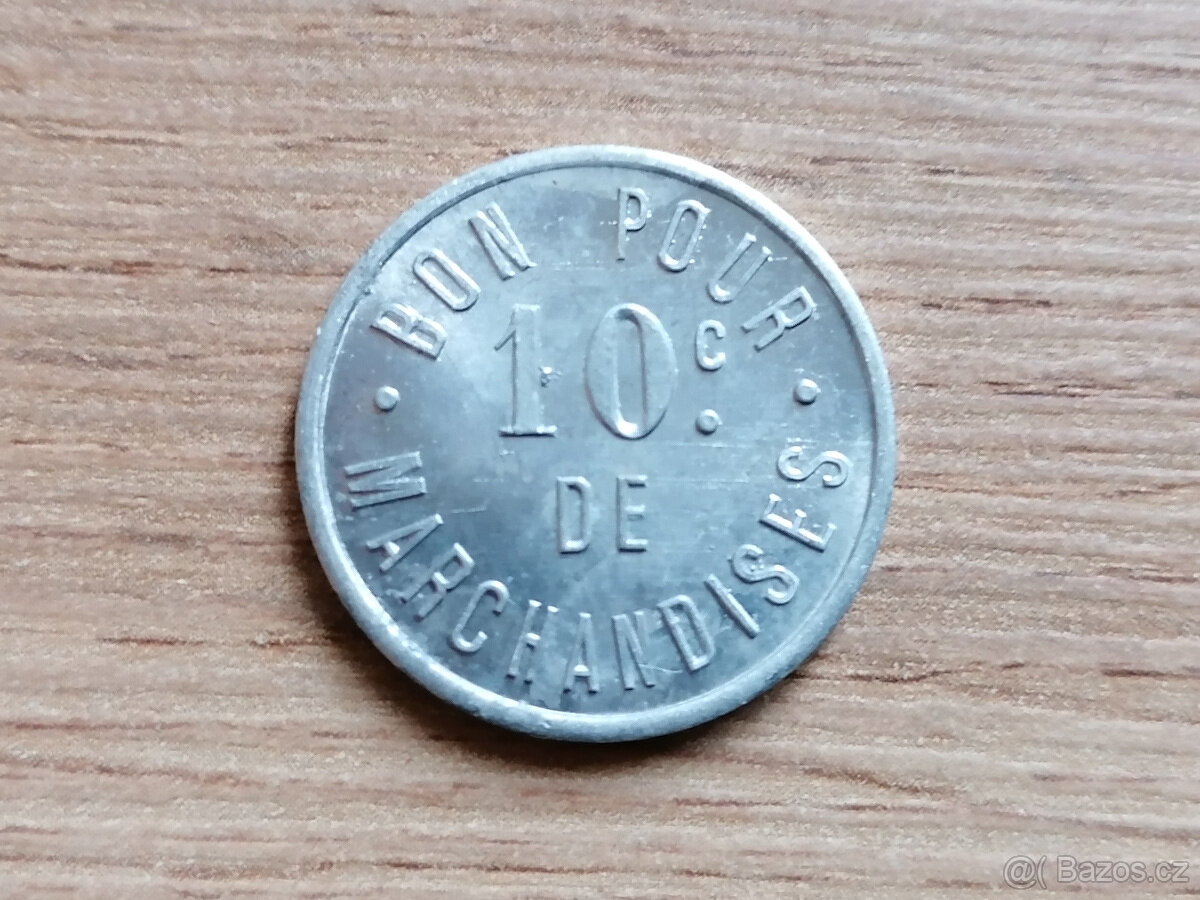 BON POUR
10 C.
DE
MARCHANDISES
@( Bazos.cz